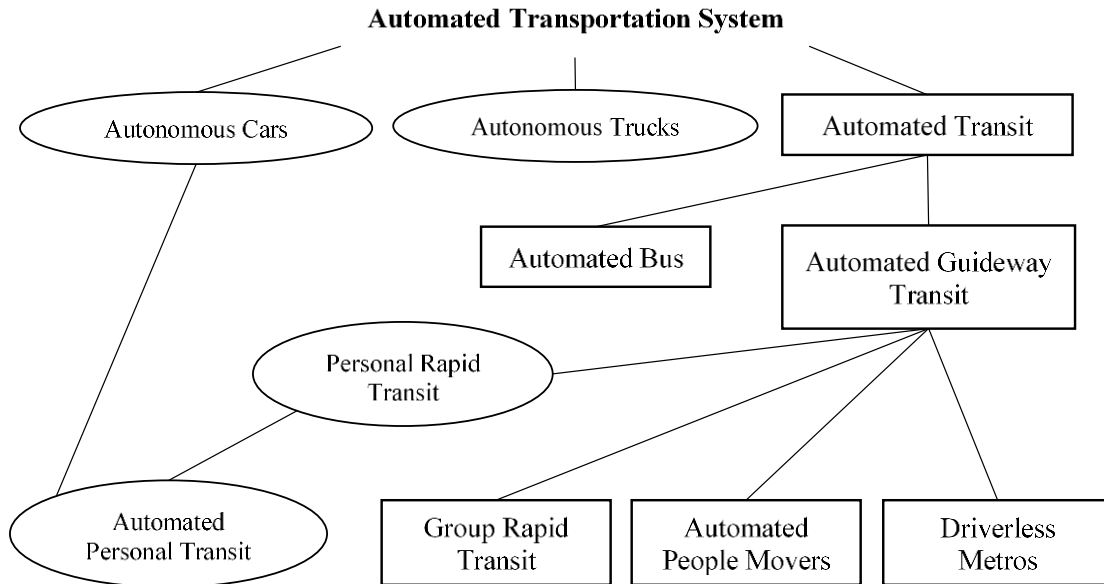 Automated Transportation System
Autonomous Cars
Autonomous Trucks
Automated Transit
Automated Bus
Automated Guideway
Transit
Personal Rapid
Transit
Automated
Personal Transit
Group Rapid
Transit
Automated
People Movers
Driverless
Metros